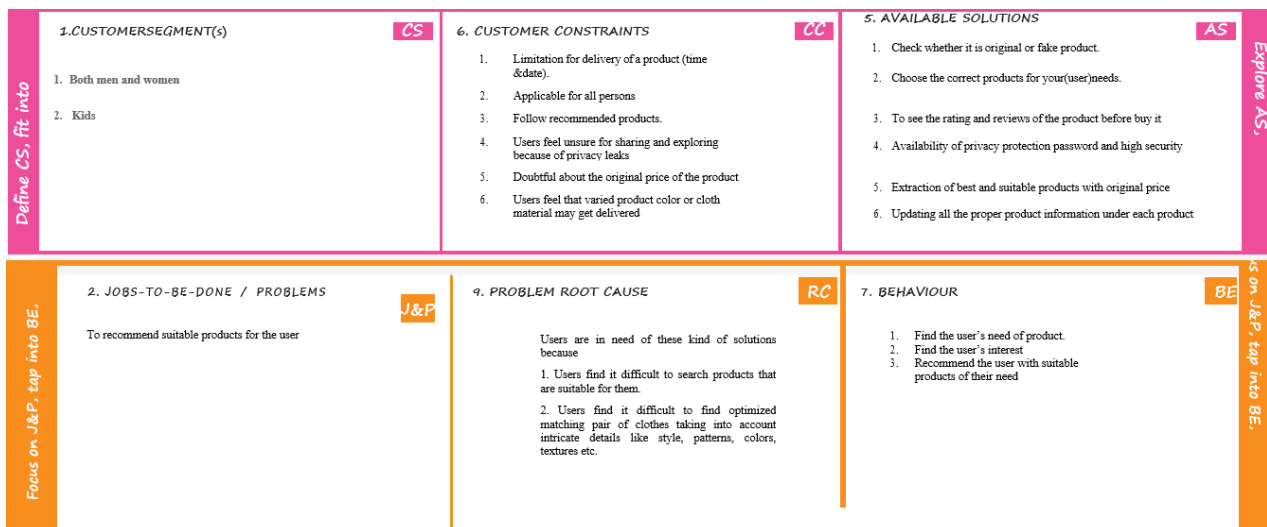 Define CS, fit into
1.CUSTOMERSEGMENT(s)
CS
1. Both men and women
2. Kids
6. CUSTOMER CONSTRAINTS
CC
1. Limitation for delivery of a product (time
&date).
2. Applicable for all persons
3. Follow recommended products.
4. Users feel unsure for sharing and exploring
because of privacy leaks
5. Doubtful about the original price of the product
6. Users feel that varied product color or cloth
material may get delivered
5. AVAILABLE SOLUTIONS
AS
1. Check whether it is original or fake product.
2. Choose the correct products for your(user)needs.
3. To see the rating and reviews of the product before buy it
4. Availability of privacy protection password and high security
5. Extraction of best and suitable products with original price
6. Updating all the proper product information under each product
Explore AS,
Focus on J&P, tap into BE,
2. JOBS-TO-BE-DONE / PROBLEMS
J&P
To recommend suitable products for the user
9. PROBLEM ROOT CAUSE
RC
Users are in need of these kind of solutions
because
1. Users find it difficult to search products that
are suitable for them.
2. Users find it difficult to find optimized
matching pair of clothes taking into account
intricate details like style, patterns, colors,
textures etc.
7. BEHAVIOUR
BE
1. Find the user's need of product.
2. Find the user's interest
3. Recommend the user with suitable
products of their need
us on J&P, tap into BE,